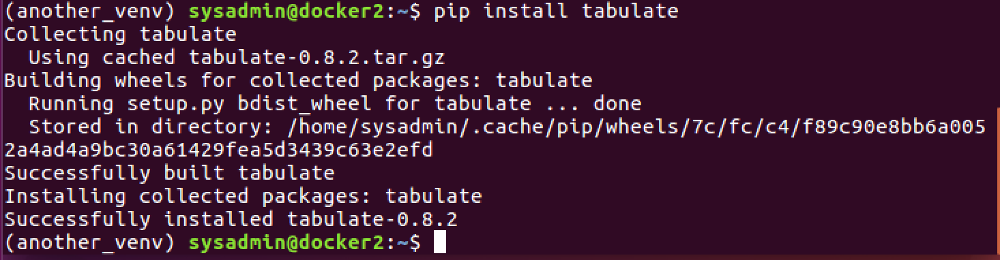 (another_venv) sysadmin@docker2:~$ pip install tabulate
Collecting tabulate
  Using cached tabulate-0.8.2.tar.gz
Building wheels for collected packages: tabulate
  Running setup.py bdist_wheel for tabulate ... done
  Stored in directory: /home/sysadmin/.cache/pip/wheels/7c/fc/c4/f89c90e8bb6a005
2a4ad4a9bc30a61429fea5d3439c63e2efd
Successfully built tabulate
Installing collected packages: tabulate
Successfully installed tabulate-0.8.2
(another_venv) sysadmin@docker2:~$